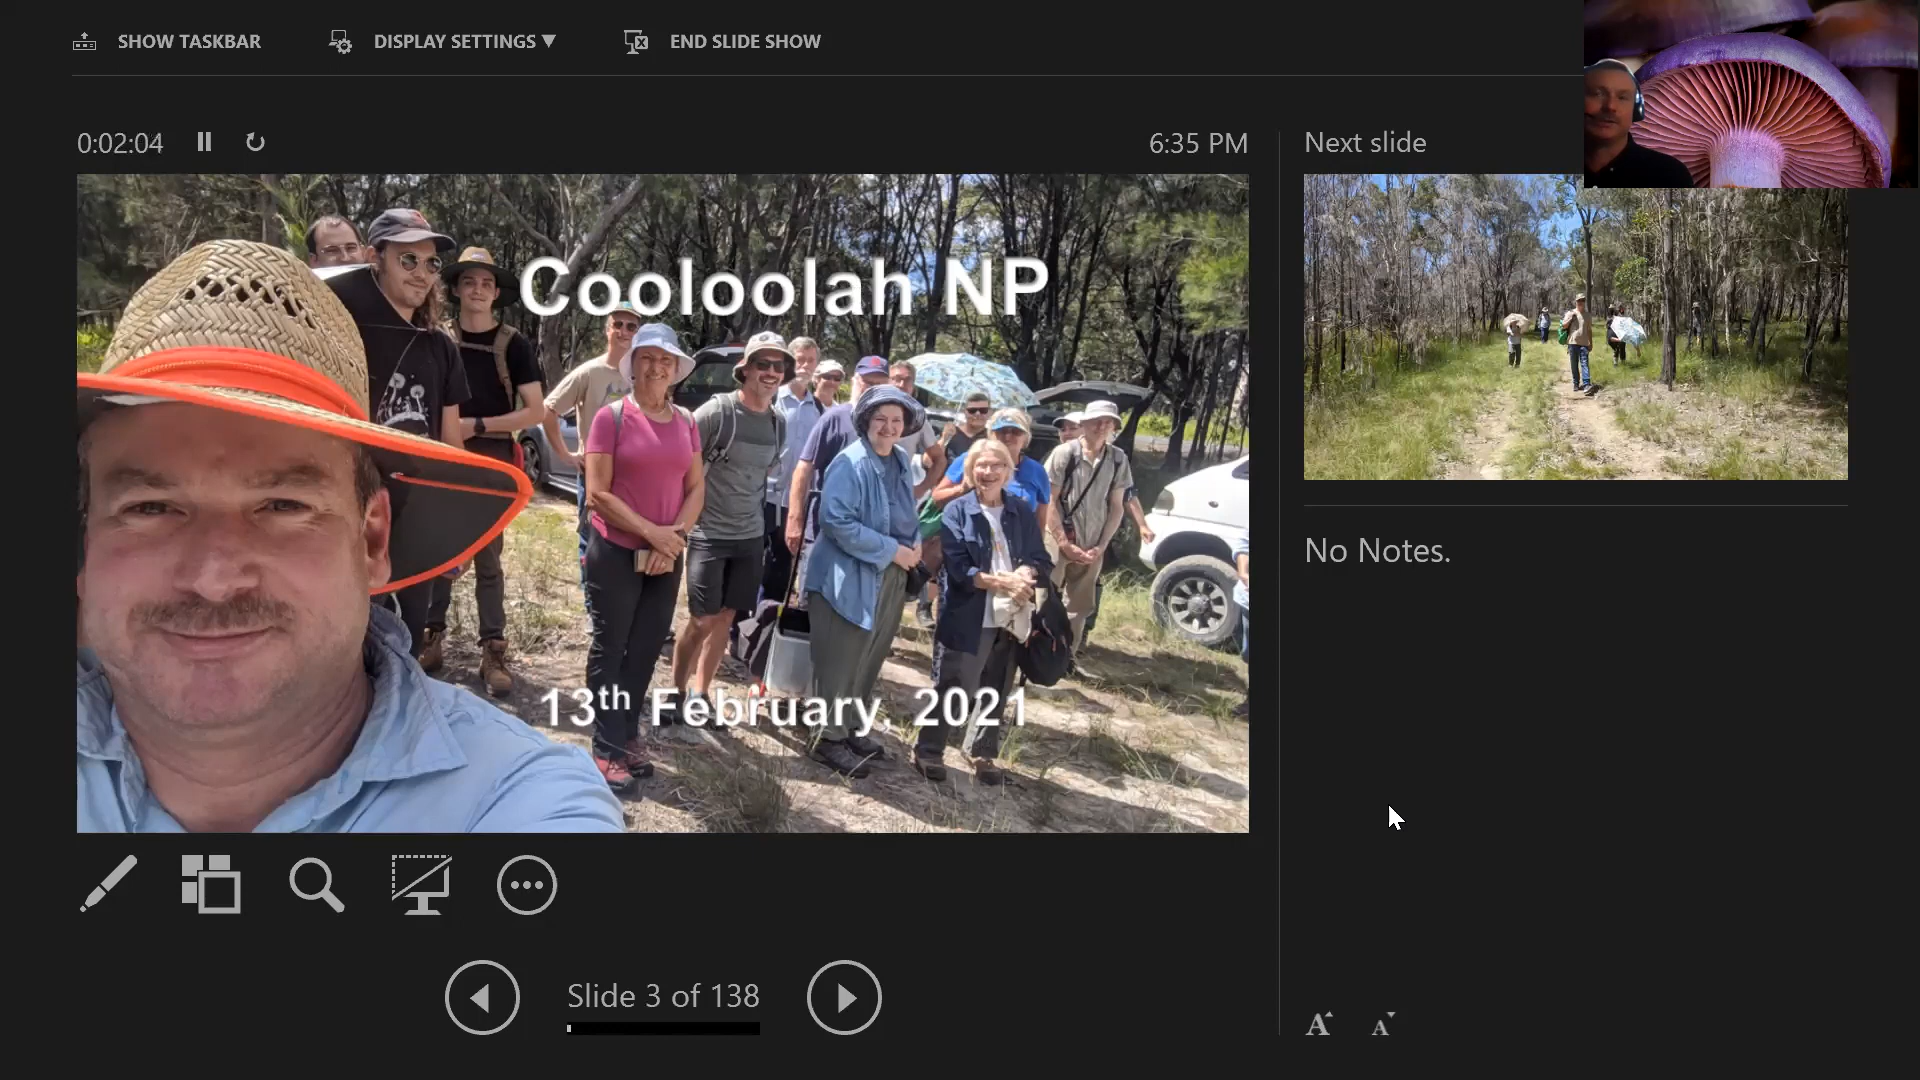 SHOW TASKBAR
DISPLAY SETTINGS ▼
END SLIDE SHOW
0:02:04
6:35 PM
Next slide
Cooloolah NP
13th February, 2021
No Notes.
Slide 3 of 138
A A